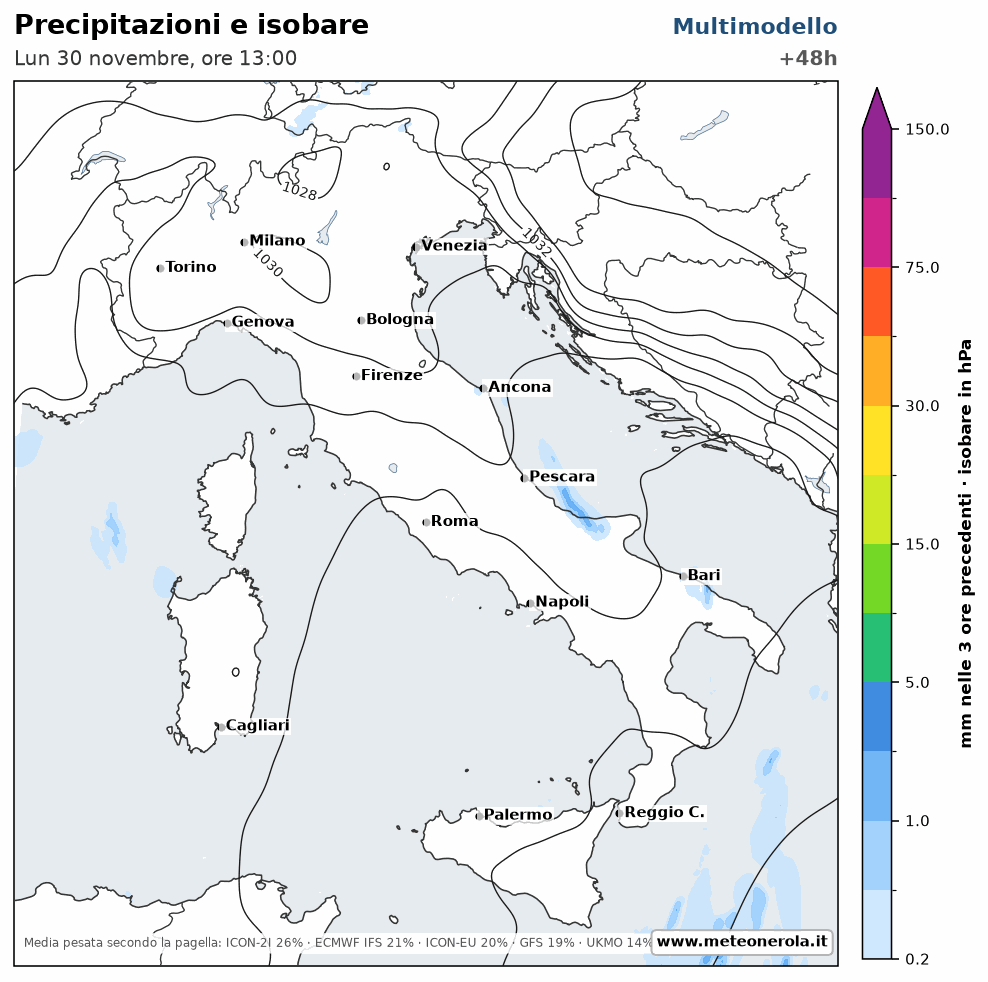 Precipitazioni e isobare
Multimodello
Lun 30 novembre, ore 13:00
+48h
150.0
75.0
30.0
15.0
5.0
1.0
0.2
mm nelle 3 ore precedenti · isobare in hPa
1028
1032
1030
Milano
Venezia
Torino
Genova
Bologna
Firenze
Ancona
Pescara
Roma
Bari
Napoli
Cagliari
Palermo
Reggio C.
Media pesata secondo la pagella: ICON-2I 26% · ECMWF IFS 21% · ICON-EU 20% · GFS 19% · UKMO 14%
www.meteonerola.it